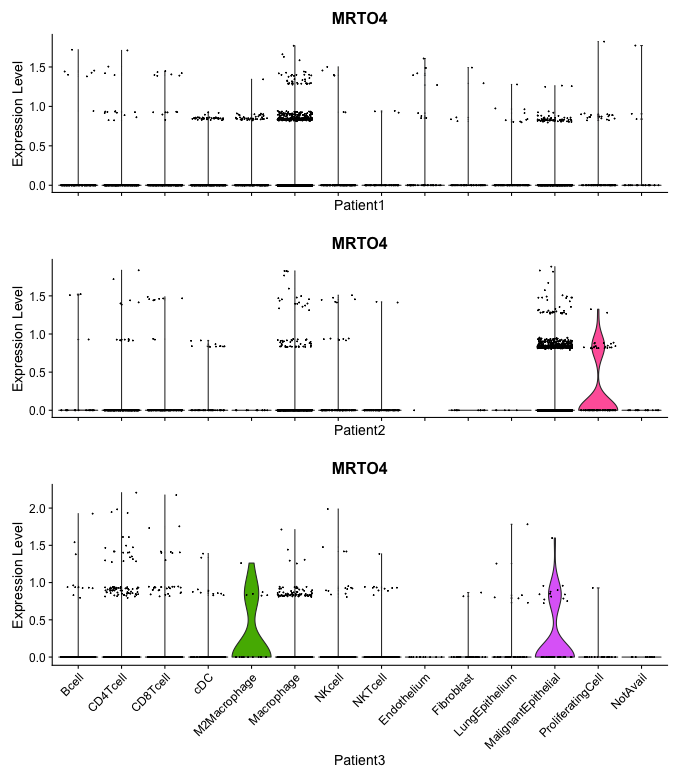 MRTO4
Expression Level
1.5
1.0
0.5
0.0
Patient1
MRTO4
Expression Level
1.5
1.0
0.5
0.0
Patient2
MRTO4
Expression Level
2.0
1.5
1.0
0.5
0.0
Bcell
CD4Tcell
CD8Tcell
cDC
M2Macrophage
Macrophage
NKcell
NKTcell
Endothelium
Fibroblast
LungEpithelium
MalignantEpithelial
ProliferatingCell
NotAvail
Patient3